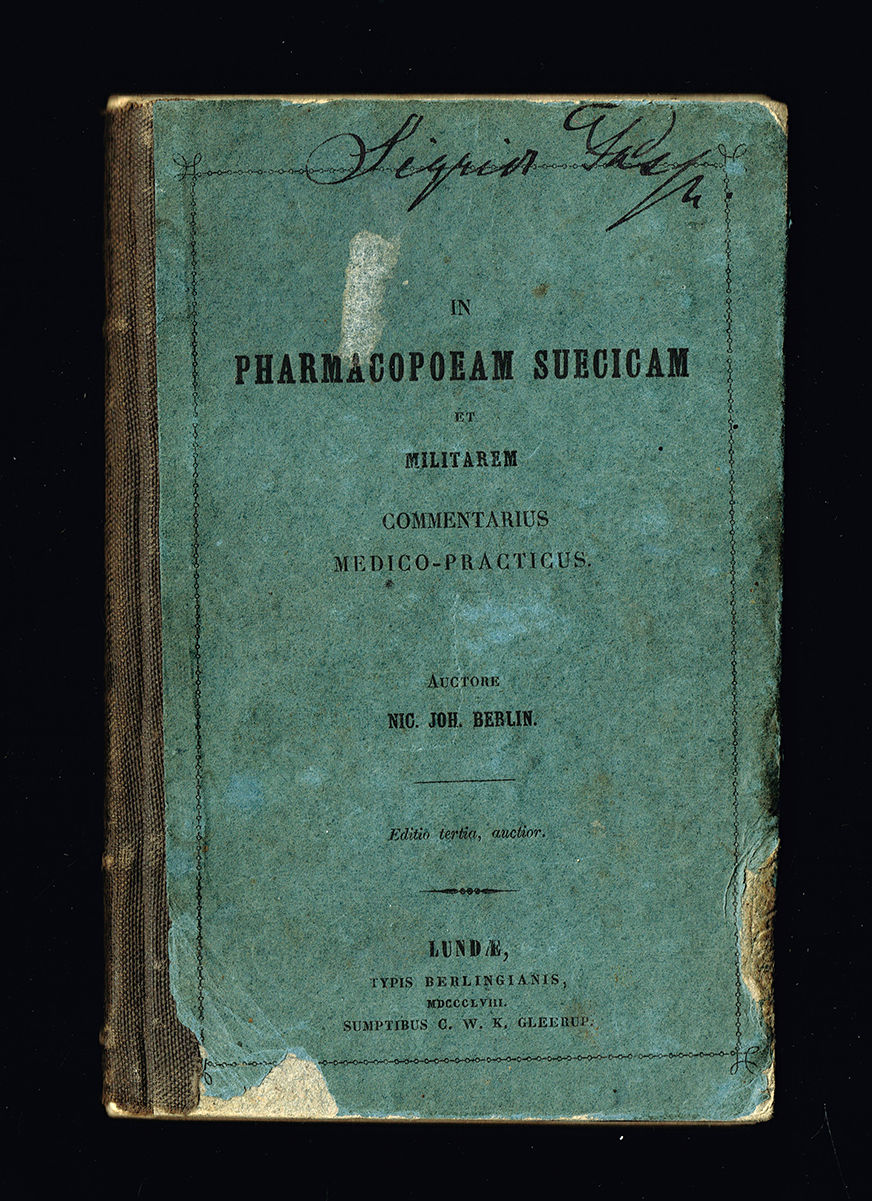 Sigrid
IN
PHARMACOPOEAM SUECICAM
ET
MILITAREM
COMMENTARIUS
MEDICO-PRACTICUS.
AUCTORE
NIC. JOH. BERLIN.
Editio tertia, auctior.
LUNDÆ,
TYPIS BERLINGIANIS,
MDCCCLVIII.
SUMPTIBUS C. W. K. GLEERUP.